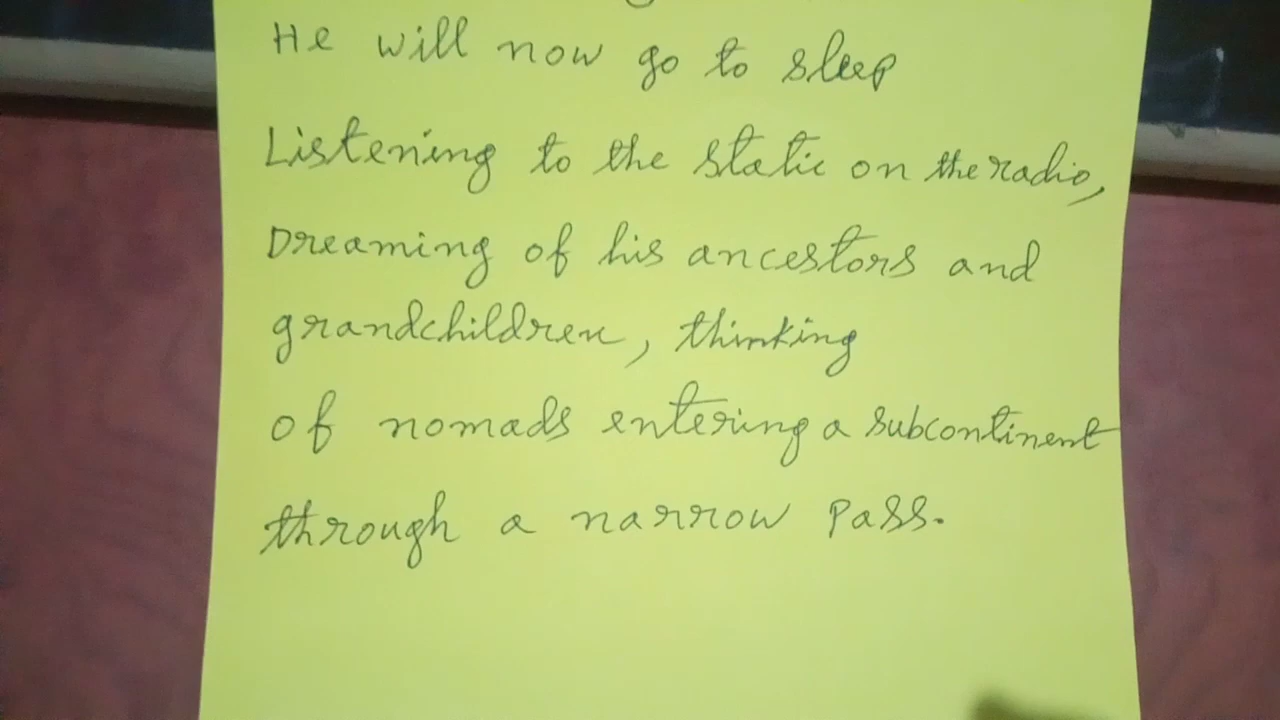 He will now go to sleep
Listening to the static on the radio,
Dreaming of his ancestors and
grandchildren, thinking
of nomads entering a subcontinent
through a narrow pass.